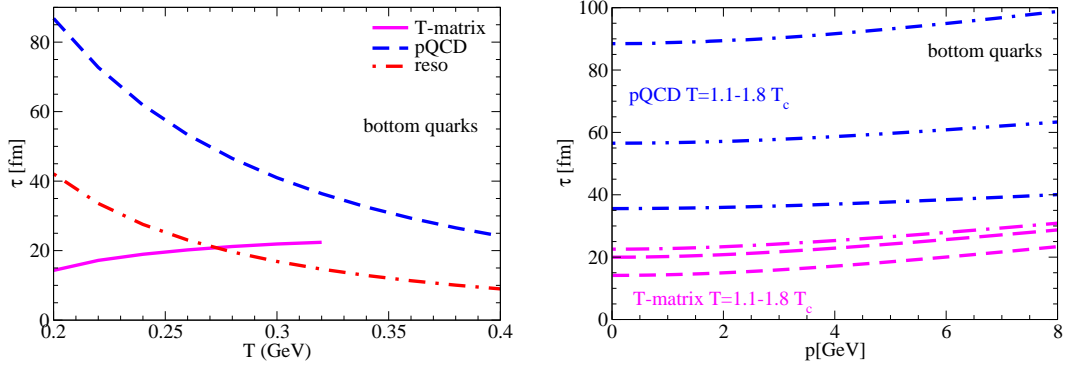 T-matrix
pQCD
reso
bottom quarks
τ [fm]
80
60
40
20
0
0.2
0.25
0.3
0.35
0.4
T (GeV)
bottom quarks
pQCD T=1.1-1.8 T_c
T-matrix T=1.1-1.8 T_c
τ [fm]
100
80
60
40
20
0
0
2
4
6
8
p[GeV]